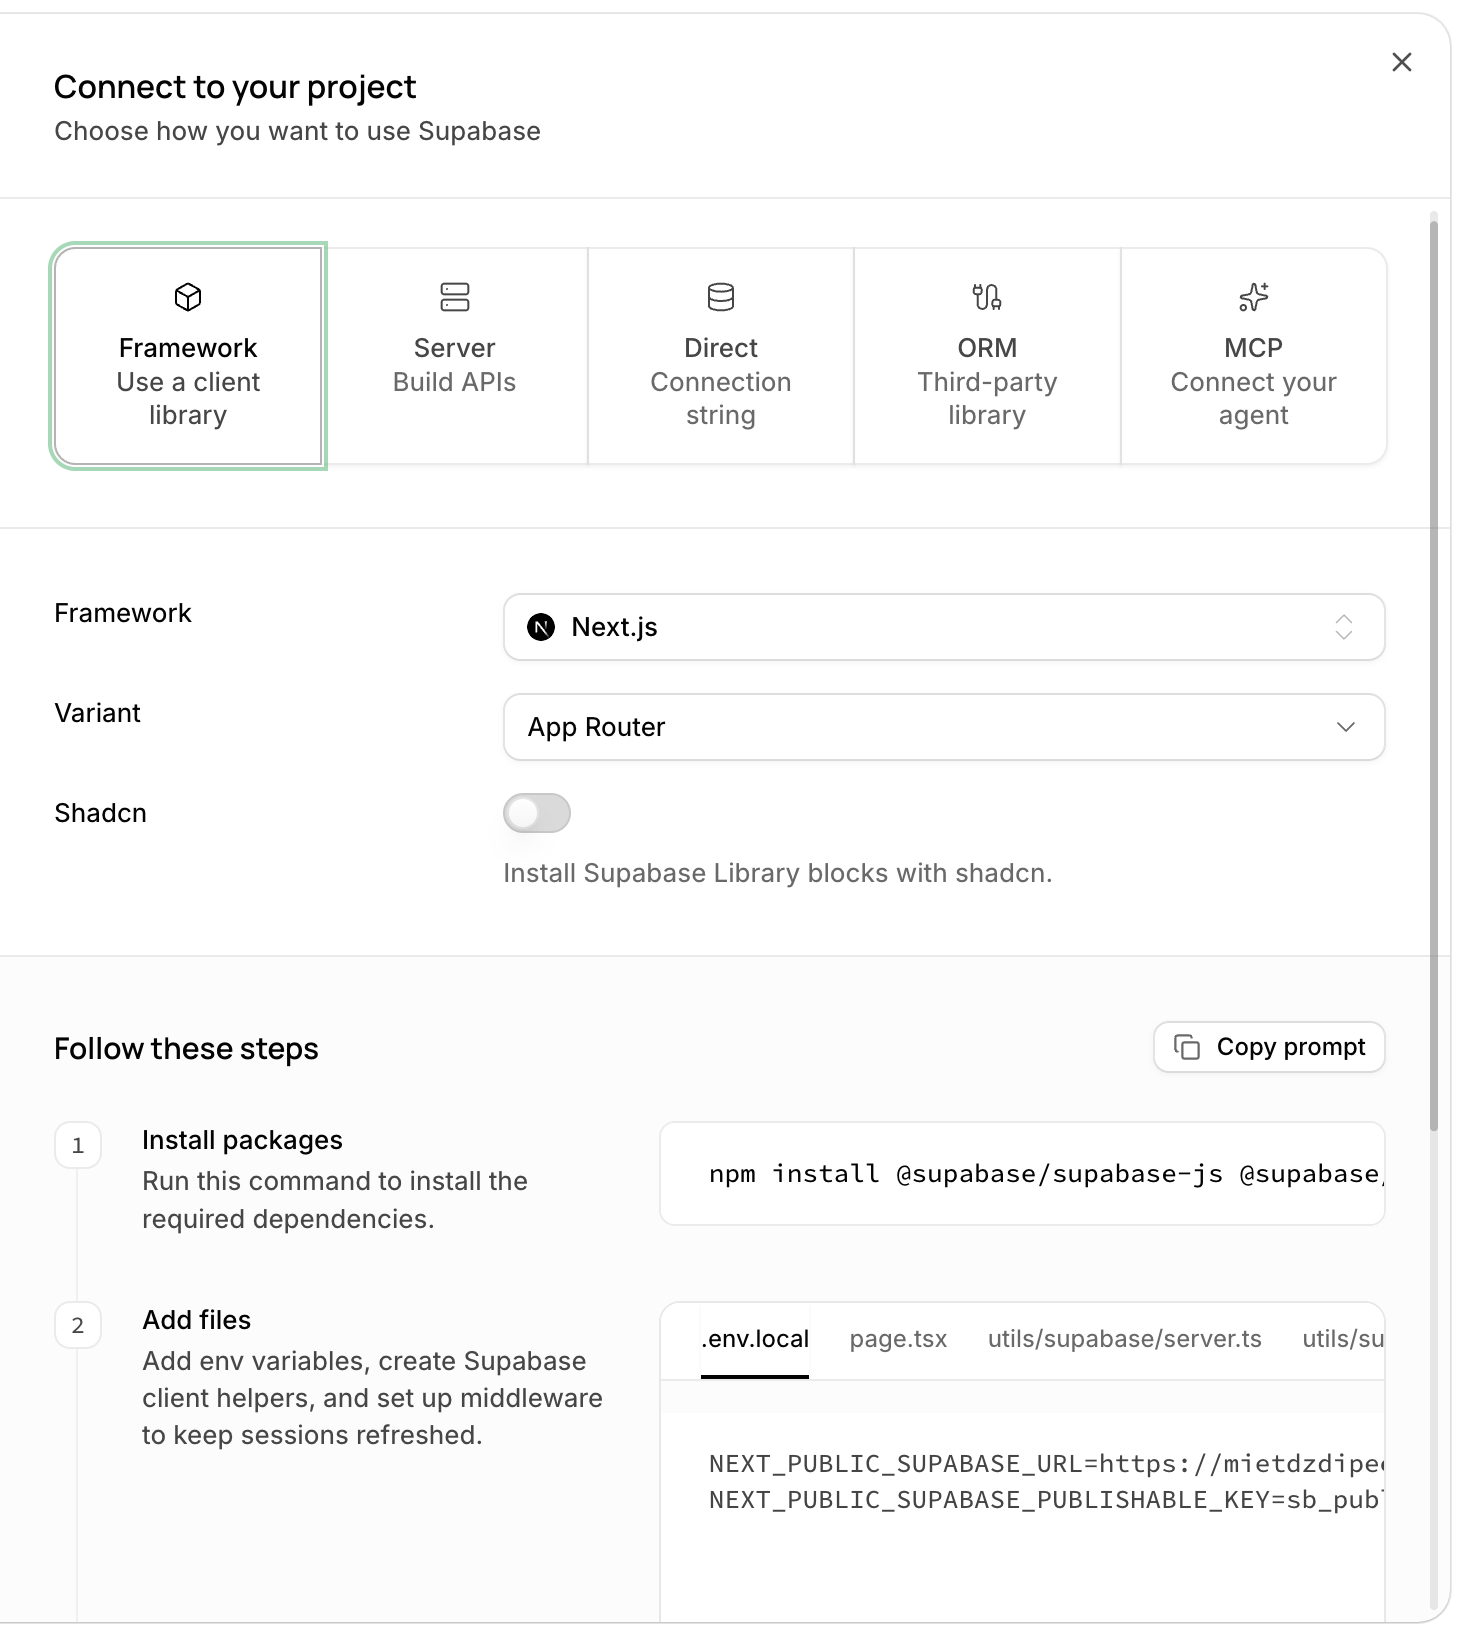 Connect to your project
Choose how you want to use Supabase
Framework
Use a client
library
Server
Build APIs
Direct
Connection
string
ORM
Third-party
library
MCP
Connect your
agent
Framework
Next.js
Variant
App Router
Shadcn
Install Supabase Library blocks with shadcn.
Follow these steps
Copy prompt
1
Install packages
Run this command to install the
required dependencies.
npm install @supabase/supabase-js @supabase/
2
Add files
Add env variables, create Supabase
client helpers, and set up middleware
to keep sessions refreshed.
.env.local
page.tsx
utils/supabase/server.ts
utils/su
NEXT_PUBLIC_SUPABASE_URL=https://mietdzdipe
NEXT_PUBLIC_SUPABASE_PUBLISHABLE_KEY=sb_publ